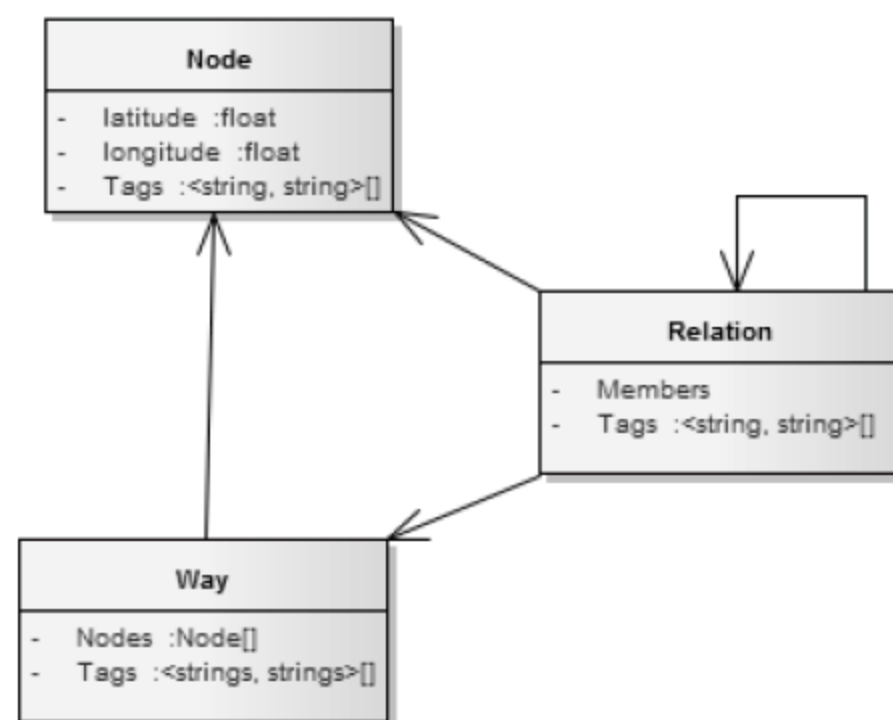 Node
- latitude :float
- longitude :float
- Tags :<string, string>[]
Relation
- Members
- Tags :<string, string>[]
Way
- Nodes :Node[]
- Tags :<strings, strings>[]